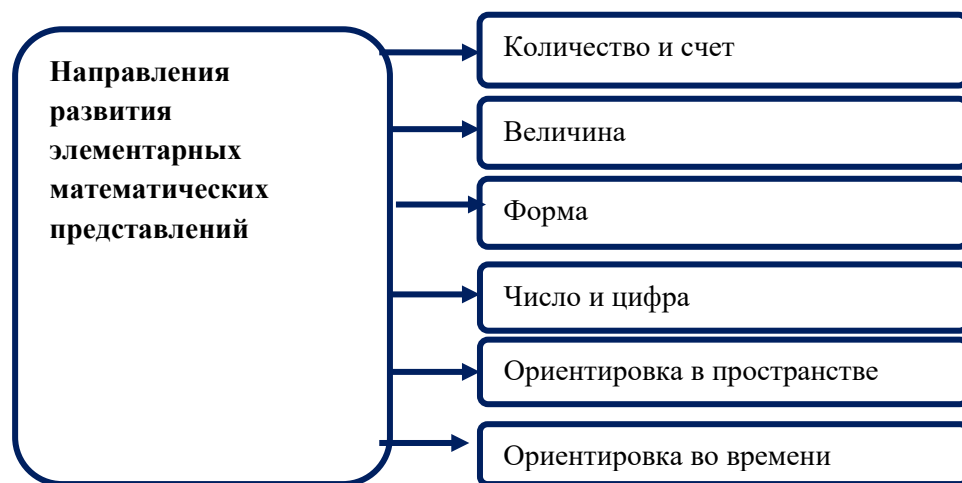 Направления
развития
элементарных
математических
представлений
Количество и счет
Величина
Форма
Число и цифра
Ориентировка в пространстве
Ориентировка во времени